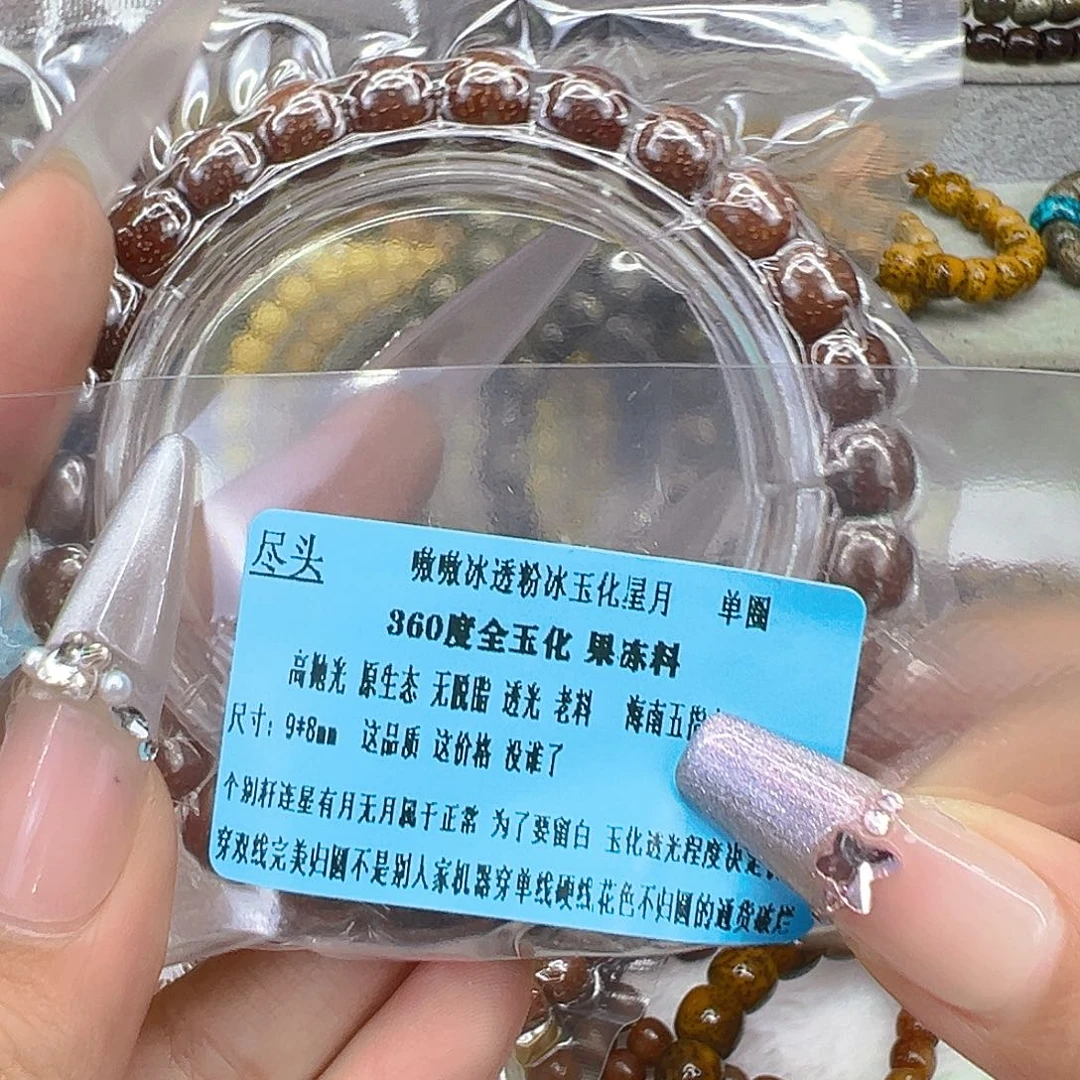 尽头 嗷嗷冰透粉冰玉化星月 单圈
360度全玉化 果冻料
高抛光 原生态 无脱脂 透光 老料 海南五指
尺寸：9*8mm 这品质 这价格 没谁了
个别秆连星有月无月属于正常 为了要留白 玉化透光程度决定
穿双线完美归圆不是别人家机器穿单线硬线花色不归圆的通货破烂